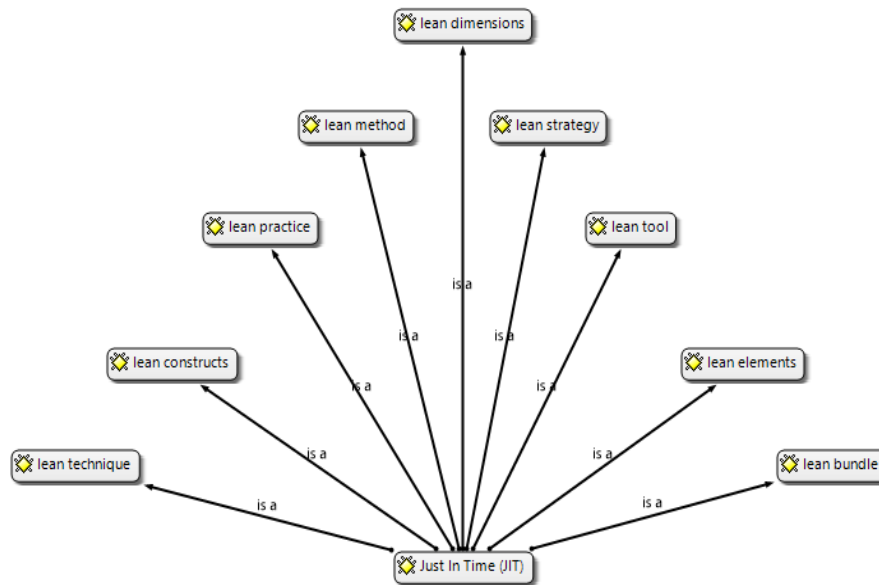 lean dimensions
lean method
lean strategy
lean practice
lean tool
is a
is a
is a
lean constructs
lean elements
is a
is a
is a
is a
lean technique
lean bundle
is a
is a
Just In Time (JIT)